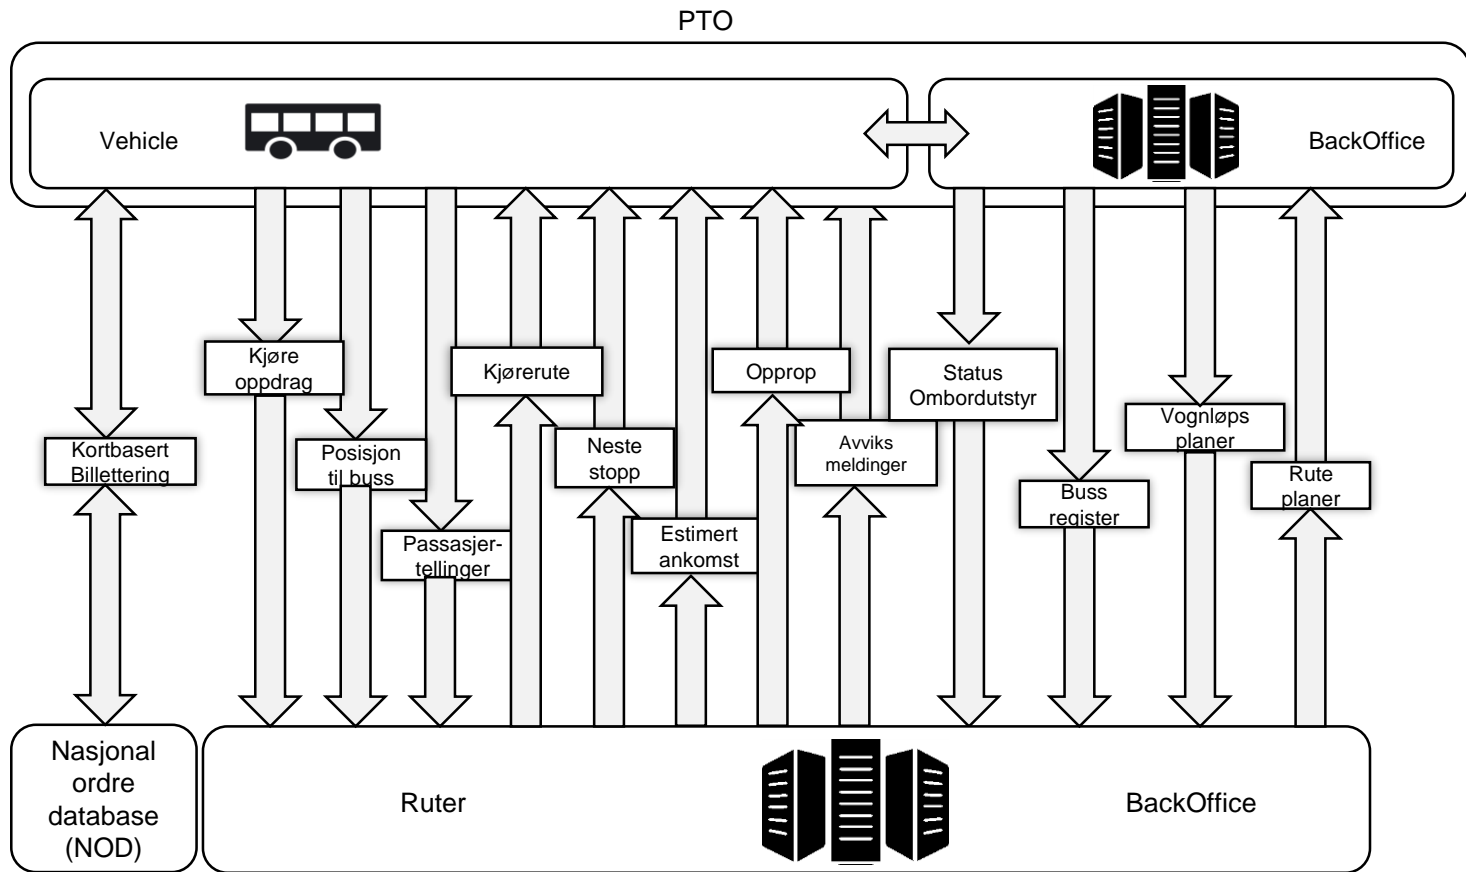 PTO
Vehicle
BackOffice
Kjøre
oppdrag
Kjørerute
Opprop
Status
Ombordutstyr
Vognløps
planer
Kortbasert
Billettering
Posisjon
til buss
Neste
stopp
Avviks
meldinger
Rute
planer
Buss
register
Passasjer-
tellinger
Estimert
ankomst
Nasjonal
ordre
database
(NOD)
Ruter
BackOffice